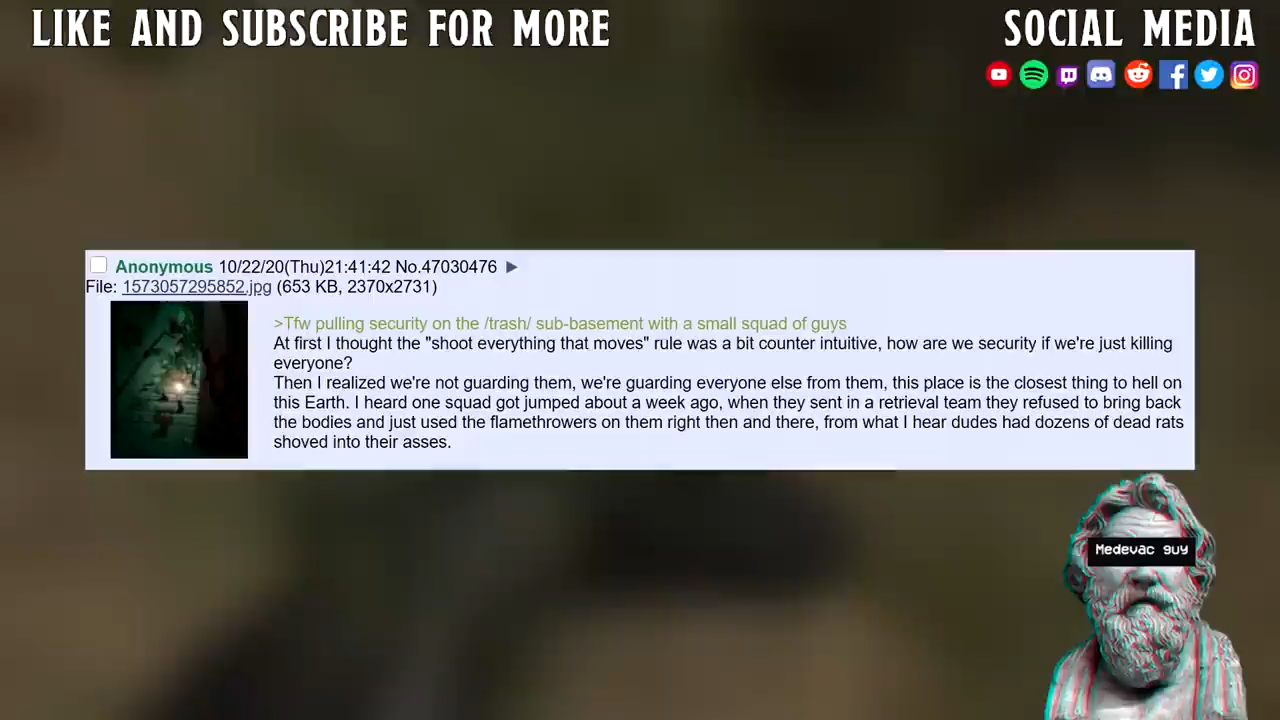 LIKE AND SUBSCRIBE FOR MORE
SOCIAL MEDIA
Anonymous 10/22/20(Thu)21:41:42 No.47030476 ▶
File: 1573057295852.jpg (653 KB, 2370x2731)
>Tfw pulling security on the /trash/ sub-basement with a small squad of guys
At first I thought the "shoot everything that moves" rule was a bit counter intuitive, how are we security if we're just killing
everyone?
Then I realized we're not guarding them, we're guarding everyone else from them, this place is the closest thing to hell on
this Earth. I heard one squad got jumped about a week ago, when they sent in a retrieval team they refused to bring back
the bodies and just used the flamethrowers on them right then and there, from what I hear dudes had dozens of dead rats
shoved into their asses.
Medevac guy